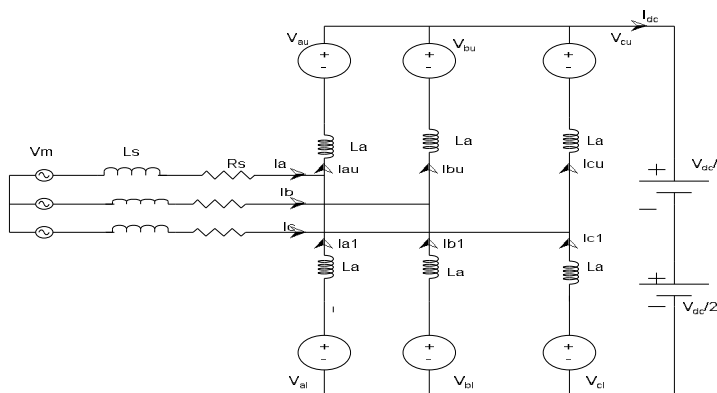 Idc
Vau
Vbu
Vcu
+
-
+
-
+
-
La
La
La
Vm
Ls
Rs
Ia
Iau
Ibu
Icu
Vdc/
+
Ib
Ic
Ia1
Ib1
Ic1
La
La
La
+
Vdc/2
+
-
+
-
+
-
Val
Vbl
Vcl